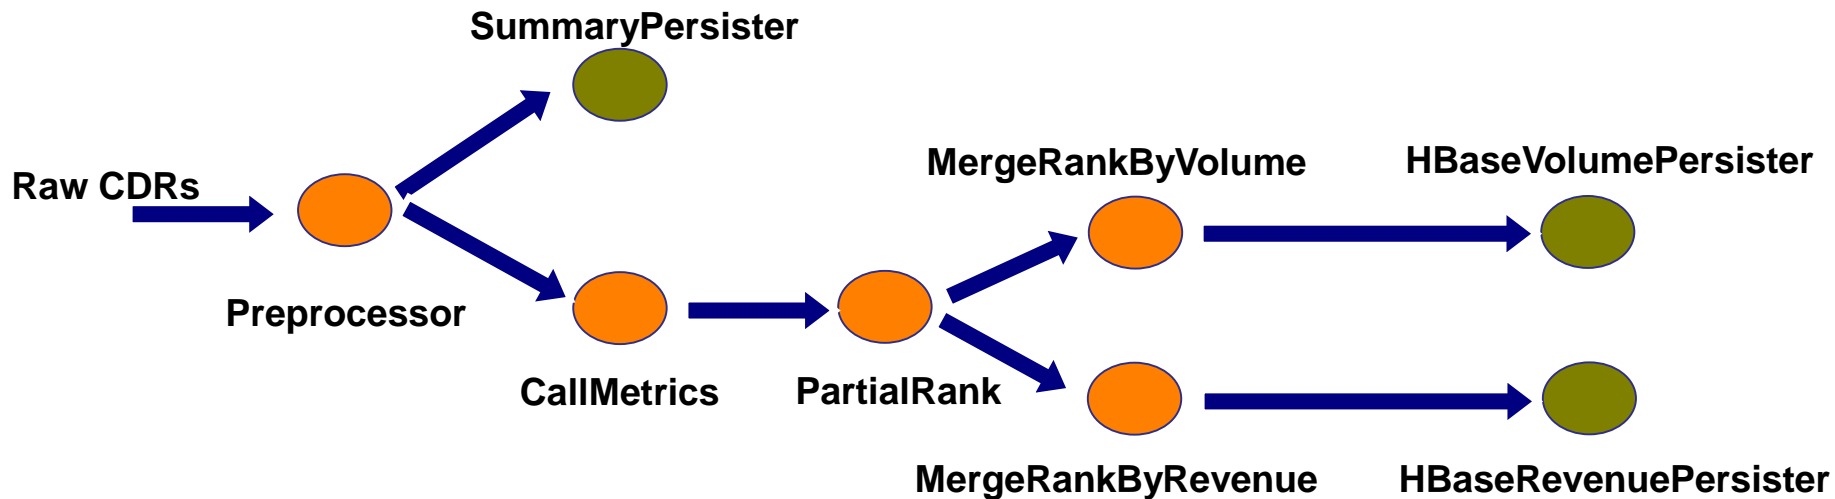 SummaryPersister
MergeRankByVolume
HBaseVolumePersister
Raw CDRs
Preprocessor
CallMetrics
PartialRank
MergeRankByRevenue
HBaseRevenuePersister